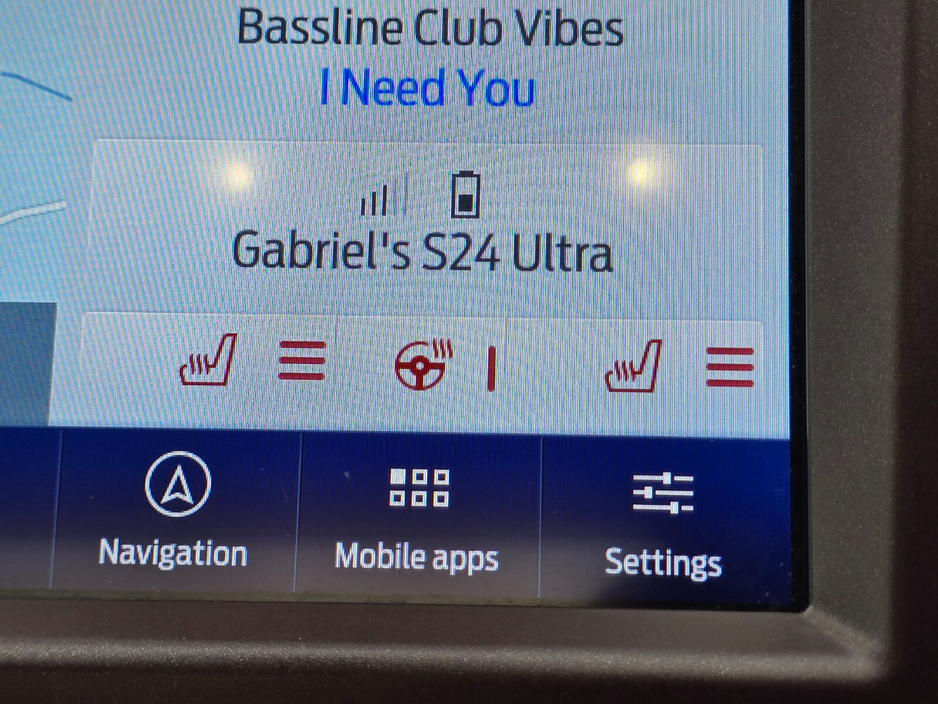 Bassline Club Vibes
I Need You
Gabriel's S24 Ultra
Navigation
Mobile apps
Settings